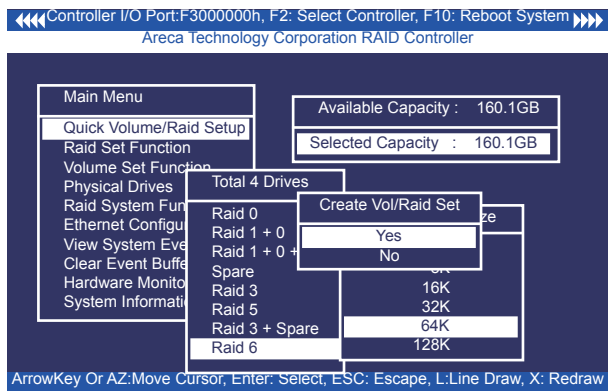 Controller I/O Port:F3000000h, F2: Select Controller, F10: Reboot System
Areca Technology Corporation RAID Controller
Main Menu
Quick Volume/Raid Setup
Raid Set Function
Volume Set Function
Physical Drives
Raid System Fun
Ethernet Configu
View System Eve
Clear Event Buffe
Hardware Monito
System Informati
Available Capacity : 160.1GB
Selected Capacity : 160.1GB
Total 4 Drives
Raid 0
Raid 1 + 0
Raid 1 + 0 +
Spare
Raid 3
Raid 5
Raid 3 + Spare
Raid 6
Create Vol/Raid Set
Yes
No
ze
16K
32K
64K
128K
ArrowKey Or AZ:Move Cursor, Enter: Select, ESC: Escape, L:Line Draw, X: Redraw